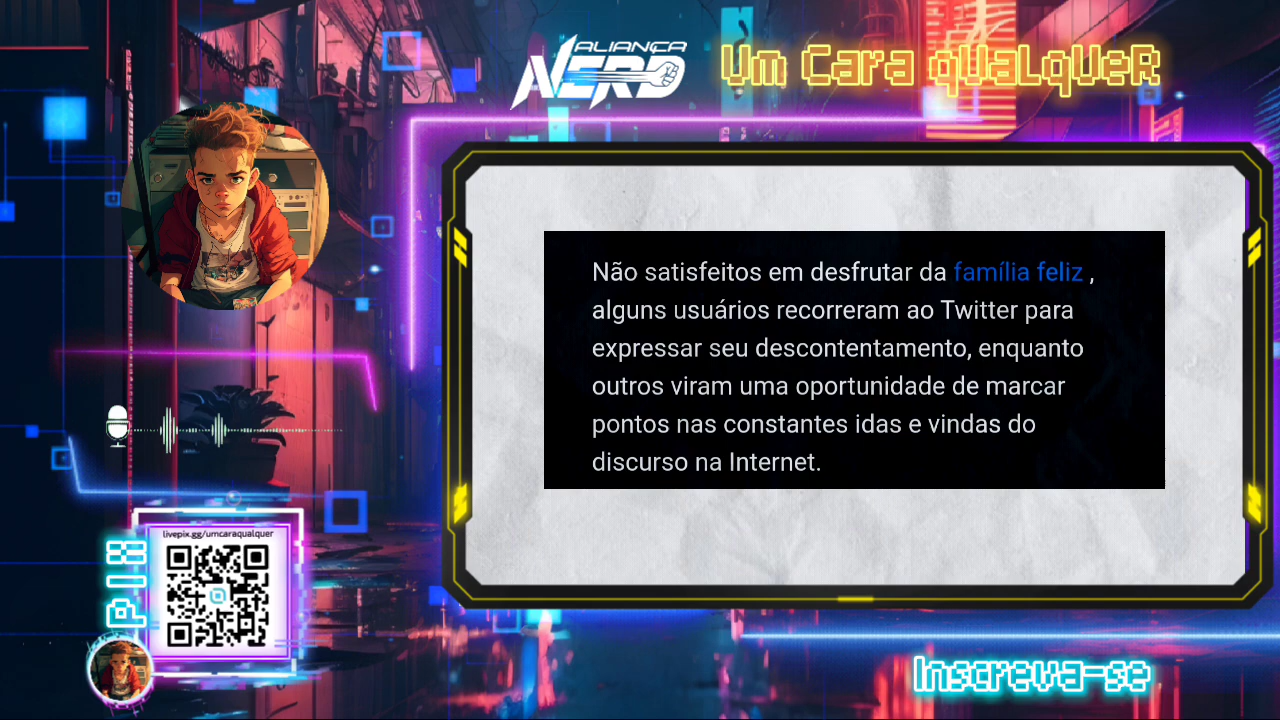 ALIANÇA
NERD
Um Cara qUaLqUeR
Não satisfeitos em desfrutar da família feliz ,
alguns usuários recorreram ao Twitter para
expressar seu descontentamento, enquanto
outros viram uma oportunidade de marcar
pontos nas constantes idas e vindas do
discurso na Internet.
livepix.gg/umcaraqualquer
PIX
Inscreva-se